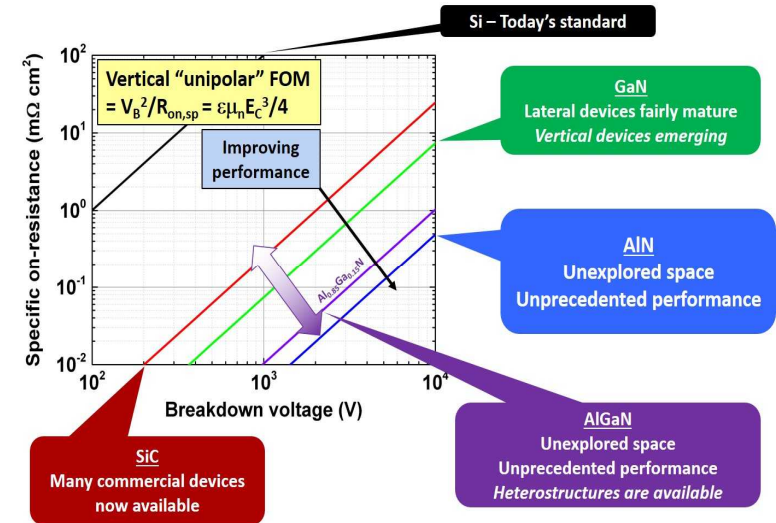 Si – Today's standard
Specific on-resistance (mΩ cm²)
10²
10¹
10⁰
10⁻¹
10⁻²
Vertical "unipolar" FOM
= V_B²/R_on,sp = εμ_nE_C³/4
Improving
performance
Al₀.₈₅Ga₀.₁₅N
10²
10³
10⁴
Breakdown voltage (V)
GaN
Lateral devices fairly mature
Vertical devices emerging
AlN
Unexplored space
Unprecedented performance
AlGaN
Unexplored space
Unprecedented performance
Heterostructures are available
SiC
Many commercial devices
now available